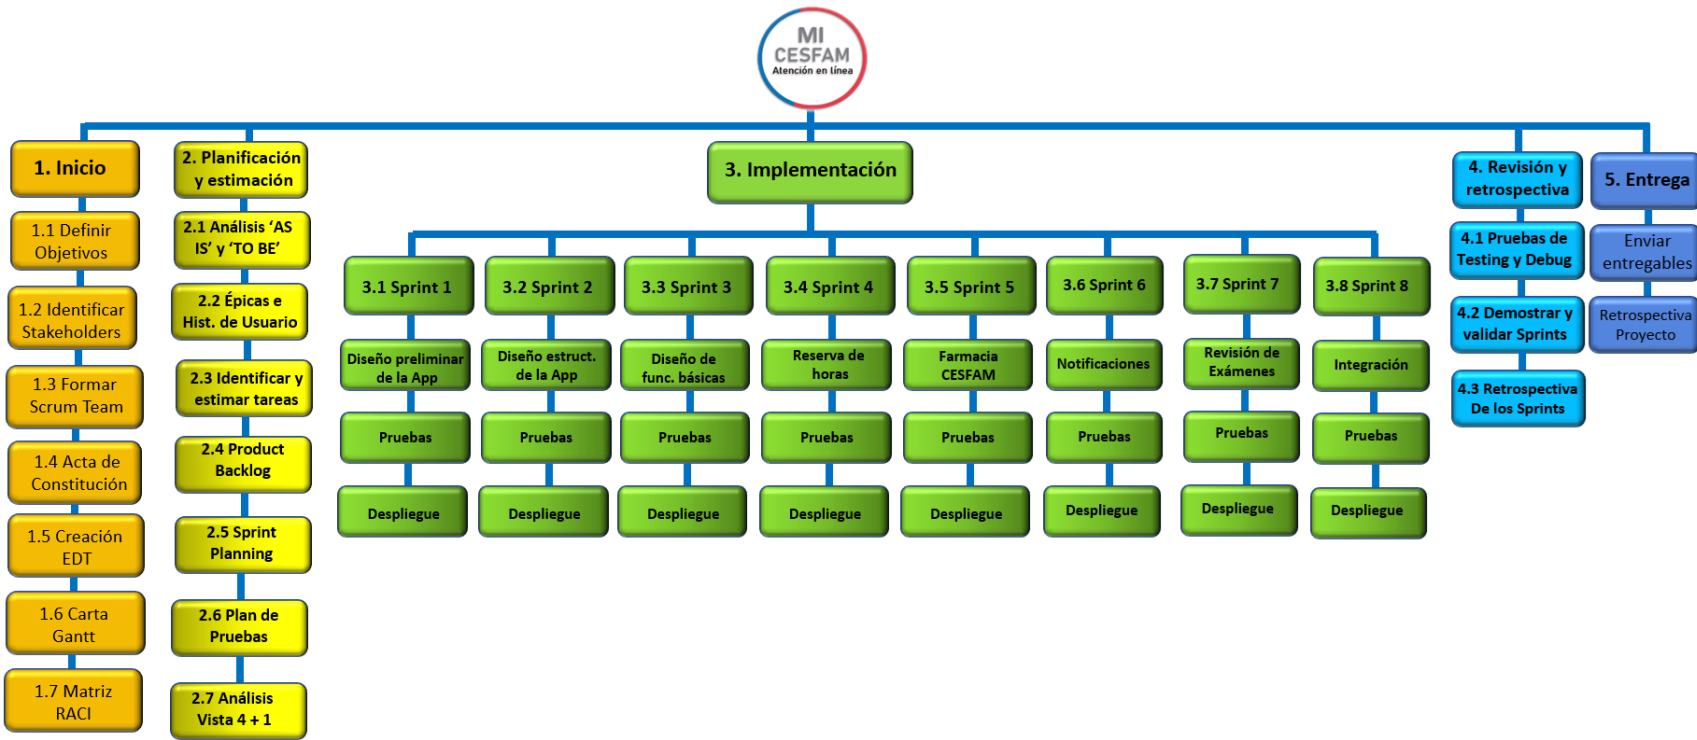 MI
CESFAM
Atención en línea
1. Inicio
1.1 Definir
Objetivos
1.2 Identificar
Stakeholders
1.3 Formar
Scrum Team
1.4 Acta de
Constitución
1.5 Creación
EDT
1.6 Carta
Gantt
1.7 Matriz
RACI
2. Planificación
y estimación
2.1 Análisis ‘AS
IS’ y ‘TO BE’
2.2 Épicas e
Hist. de Usuario
2.3 Identificar y
estimar tareas
2.4 Product
Backlog
2.5 Sprint
Planning
2.6 Plan de
Pruebas
2.7 Análisis
Vista 4 + 1
3. Implementación
3.1 Sprint 1
Diseño preliminar
de la App
Pruebas
Despliegue
3.2 Sprint 2
Diseño estruct.
de la App
Pruebas
Despliegue
3.3 Sprint 3
Diseño de
func. básicas
Pruebas
Despliegue
3.4 Sprint 4
Reserva de
horas
Pruebas
Despliegue
3.5 Sprint 5
Farmacia
CESFAM
Pruebas
Despliegue
3.6 Sprint 6
Notificaciones
Pruebas
Despliegue
3.7 Sprint 7
Revisión de
Exámenes
Pruebas
Despliegue
3.8 Sprint 8
Integración
Pruebas
Despliegue
4. Revisión y
retrospectiva
4.1 Pruebas de
Testing y Debug
4.2 Demostrar y
validar Sprints
4.3 Retrospectiva
De los Sprints
5. Entrega
Enviar
entregables
Retrospectiva
Proyecto